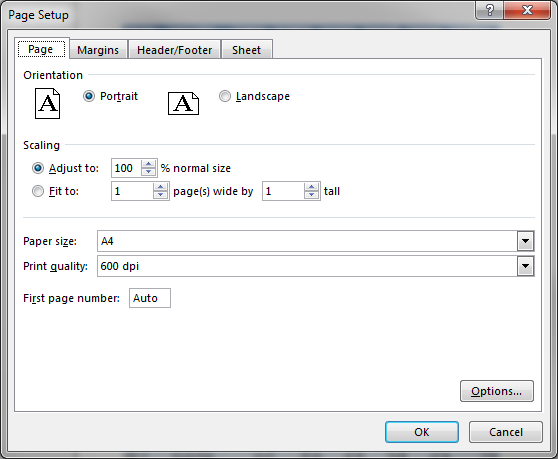 Page Setup
Page Margins Header/Footer Sheet
Orientation
A Portrait A Landscape
Scaling
Adjust to: 100 % normal size
Fit to: 1 page(s) wide by 1 tall
Paper size: A4
Print quality: 600 dpi
First page number: Auto
Options...
OK Cancel